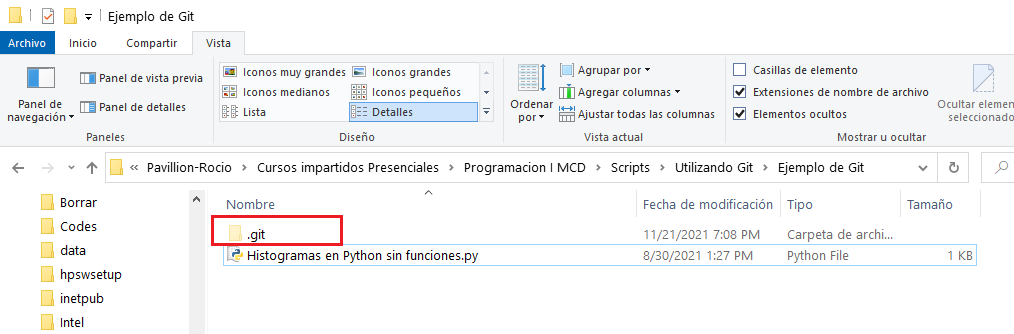 Ejemplo de Git
Archivo Inicio Compartir Vista
Panel de navegación
Panel de vista previa
Panel de detalles
Paneles
Iconos muy grandes Iconos grandes
Iconos medianos Iconos pequeños
Lista Detalles
Diseño
Ordenar por
Agrupar por
Agregar columnas
Ajustar todas las columnas
Vista actual
Casillas de elemento
Extensiones de nombre de archivo
Elementos ocultos
Ocultar elemen
seleccionado
Mostrar u ocultar
« Pavillion-Rocio > Cursos impartidos Presenciales > Programacion I MCD > Scripts > Utilizando Git > Ejemplo de Git
Borrar
Codes
data
hpswsetup
inetpub
Intel
Nombre Fecha de modificación Tipo Tamaño
.git 11/21/2021 7:08 PM Carpeta de archi...
Histogramas en Python sin funciones.py 8/30/2021 1:27 PM Python File 1 KB